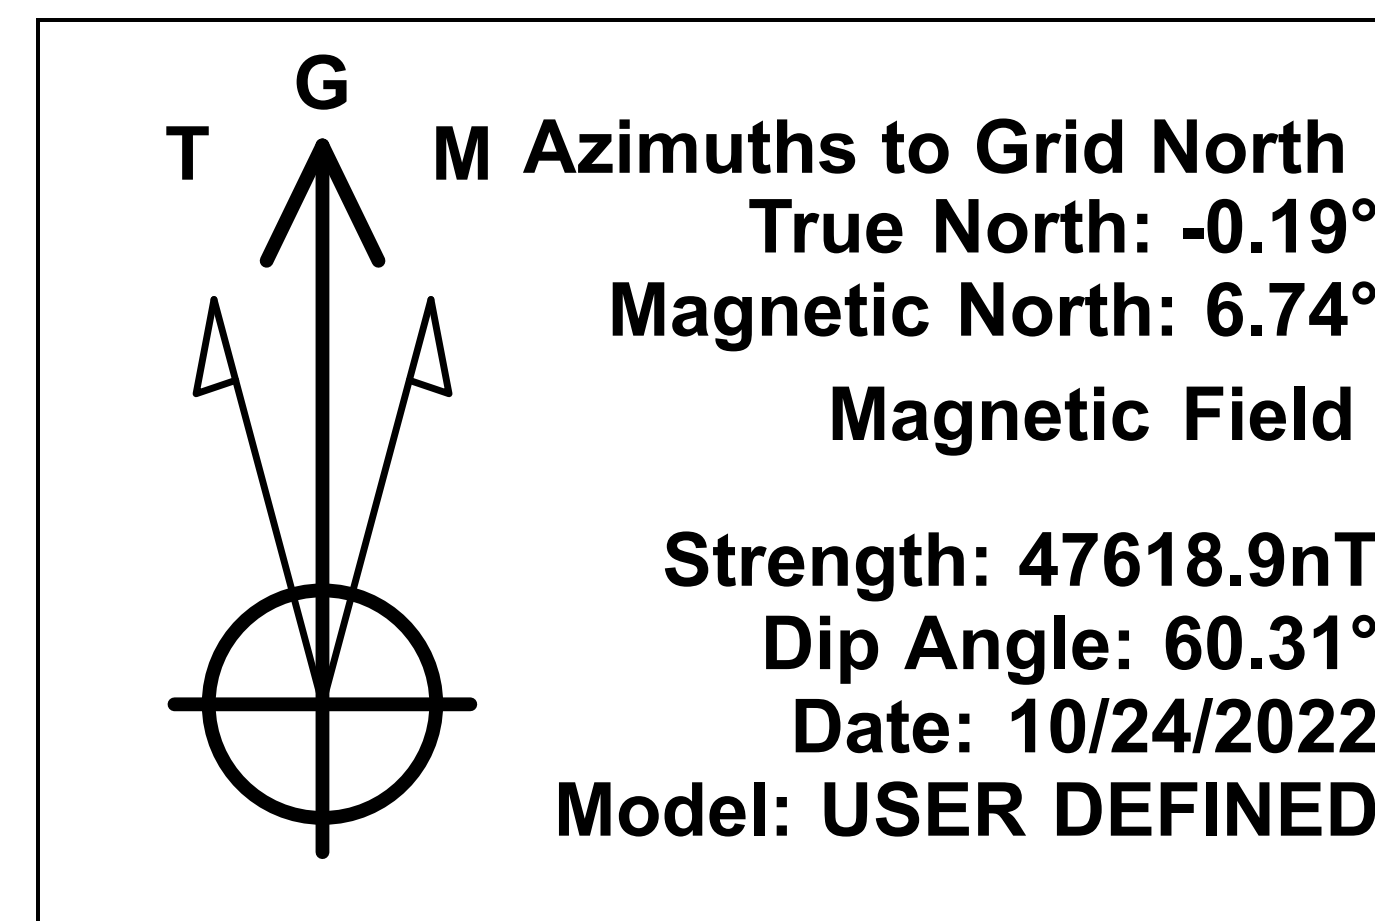 G
T
M
Azimuths to Grid North
True North: -0.19°
Magnetic North: 6.74°
Magnetic Field
Strength: 47618.9nT
Dip Angle: 60.31°
Date: 10/24/2022
Model: USER DEFINED